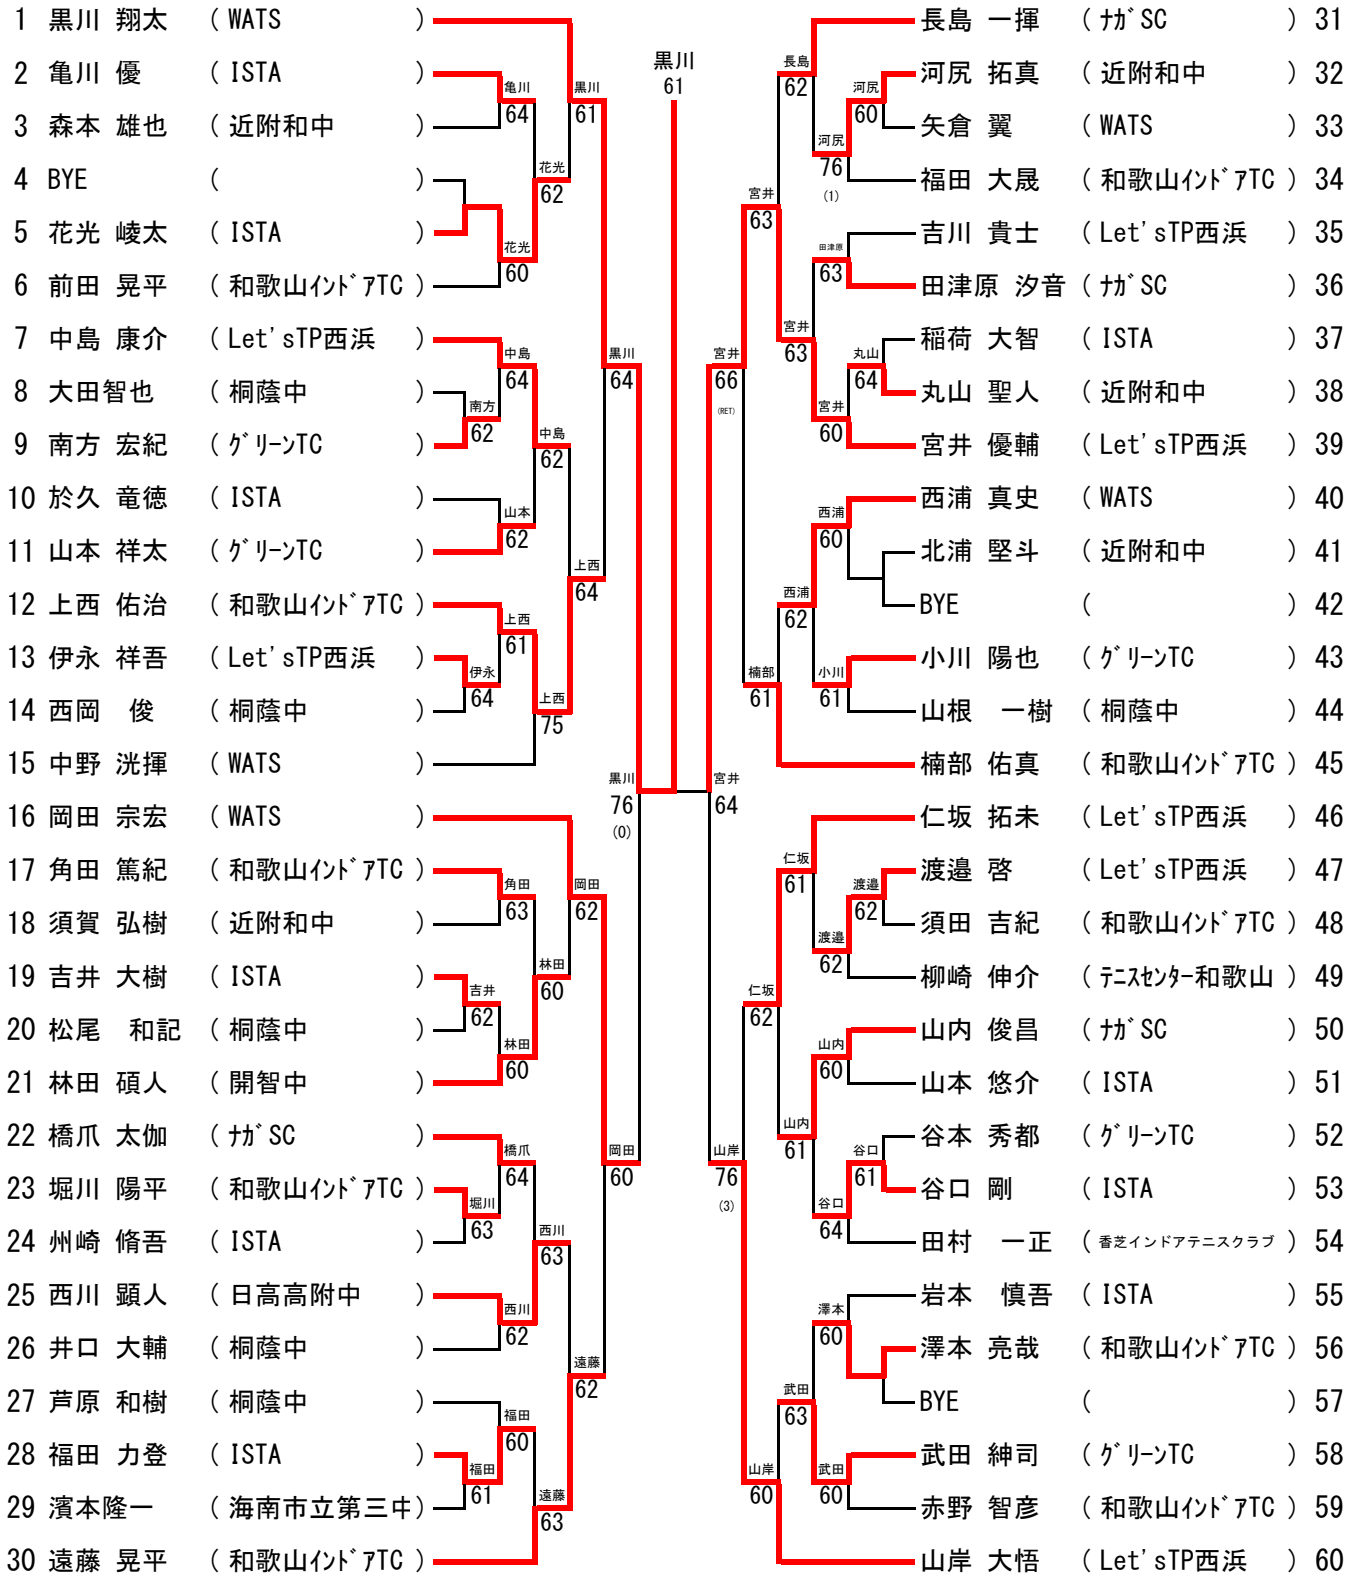 1 黒川 翔太 ( WATS )
2 亀川 優 ( ISTA )
3 森本 雄也 ( 近附和中 )
4 BYE ( )
5 花光 崚太 ( ISTA )
6 前田 晃平 ( 和歌山ｲﾝﾄﾞｱTC )
7 中島 康介 ( Let'sTP西浜 )
8 大田智也 ( 桐蔭中 )
9 南方 宏紀 ( ｸﾞﾘｰﾝTC )
10 於久 竜徳 ( ISTA )
11 山本 祥太 ( ｸﾞﾘｰﾝTC )
12 上西 佑治 ( 和歌山ｲﾝﾄﾞｱTC )
13 伊永 祥吾 ( Let'sTP西浜 )
14 西岡　俊 ( 桐蔭中 )
15 中野 洸揮 ( WATS )
16 岡田 宗宏 ( WATS )
17 角田 篤紀 ( 和歌山ｲﾝﾄﾞｱTC )
18 須賀 弘樹 ( 近附和中 )
19 吉井 大樹 ( ISTA )
20 松尾　和記 ( 桐蔭中 )
21 林田 碩人 ( 開智中 )
22 橋爪 太伽 ( ﾅｶﾞSC )
23 堀川 陽平 ( 和歌山ｲﾝﾄﾞｱTC )
24 州崎 脩吾 ( ISTA )
25 西川 顕人 ( 日高高附中 )
26 井口 大輔 ( 桐蔭中 )
27 芦原 和樹 ( 桐蔭中 )
28 福田 力登 ( ISTA )
29 濱本隆一 ( 海南市立第三中 )
30 遠藤 晃平 ( 和歌山ｲﾝﾄﾞｱTC )
亀川
64
花光
60
南方
62
中島
64
山本
62
伊永
64
上西
61
角田
63
吉井
62
林田
60
堀川
63
橋爪
64
西川
62
福田
61
福田
60
花光
62
中島
62
上西
75
林田
60
西川
63
遠藤
63
黒川
61
上西
64
岡田
62
遠藤
62
黒川
64
岡田
60
黒川
76
(0)
黒川
61
宮井
64
宮井
66
(RET)
山岸
76
(3)
宮井
63
楠部
61
仁坂
62
山岸
60
長島
62
宮井
63
西浦
62
仁坂
61
山内
61
武田
63
河尻
76
(1)
田津原
63
宮井
60
西浦
60
小川
61
渡邉
62
山内
60
谷口
64
澤本
60
武田
60
河尻
60
丸山
64
渡邉
62
谷口
61
長島 一揮 ( ﾅｶﾞSC ) 31
河尻 拓真 ( 近附和中 ) 32
矢倉 翼 ( WATS ) 33
福田 大晟 ( 和歌山ｲﾝﾄﾞｱTC ) 34
吉川 貴士 ( Let'sTP西浜 ) 35
田津原 汐音 ( ﾅｶﾞSC ) 36
稲荷 大智 ( ISTA ) 37
丸山 聖人 ( 近附和中 ) 38
宮井 優輔 ( Let'sTP西浜 ) 39
西浦 真史 ( WATS ) 40
北浦 堅斗 ( 近附和中 ) 41
BYE ( ) 42
小川 陽也 ( ｸﾞﾘｰﾝTC ) 43
山根　一樹 ( 桐蔭中 ) 44
楠部 佑真 ( 和歌山ｲﾝﾄﾞｱTC ) 45
仁坂 拓未 ( Let'sTP西浜 ) 46
渡邉 啓 ( Let'sTP西浜 ) 47
須田 吉紀 ( 和歌山ｲﾝﾄﾞｱTC ) 48
柳崎 伸介 ( ﾃﾆｽｾﾝﾀｰ和歌山 ) 49
山内 俊昌 ( ﾅｶﾞSC ) 50
山本 悠介 ( ISTA ) 51
谷本 秀都 ( ｸﾞﾘｰﾝTC ) 52
谷口 剛 ( ISTA ) 53
田村　一正 ( 香芝インドアテニスクラブ ) 54
岩本　慎吾 ( ISTA ) 55
澤本 亮哉 ( 和歌山ｲﾝﾄﾞｱTC ) 56
BYE ( ) 57
武田 紳司 ( ｸﾞﾘｰﾝTC ) 58
赤野 智彦 ( 和歌山ｲﾝﾄﾞｱTC ) 59
山岸 大悟 ( Let'sTP西浜 ) 60